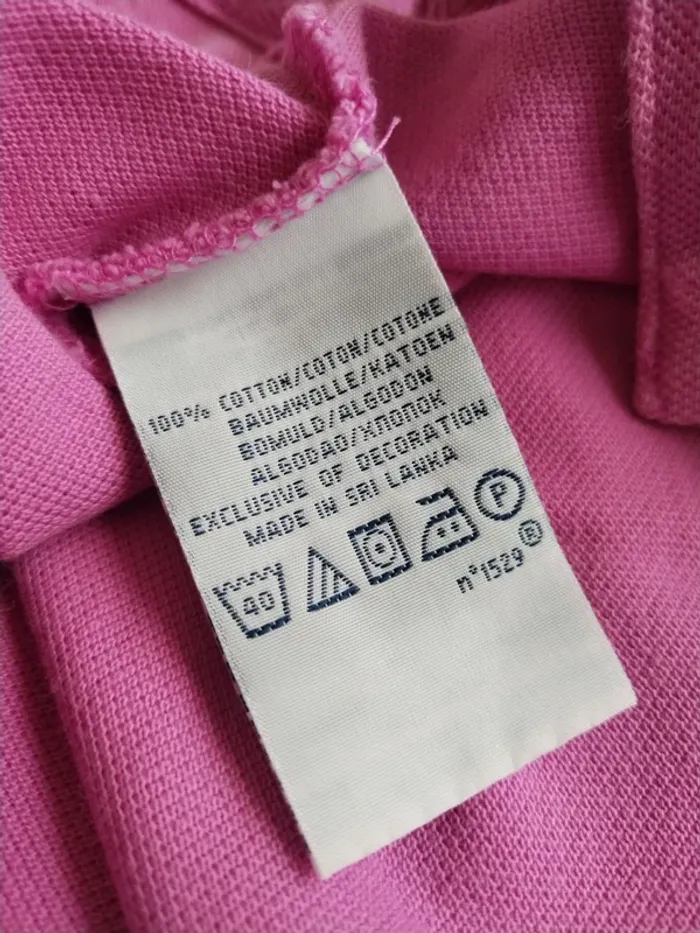 100% COTTON/COTON/COTONE
BAUMWOLLE/KATOEN
BOMULD/ALGODON
ALGODAO/ХЛОПОК
EXCLUSIVE OF DECORATION
MADE IN SRI LANKA
40 P
n°1529 ®